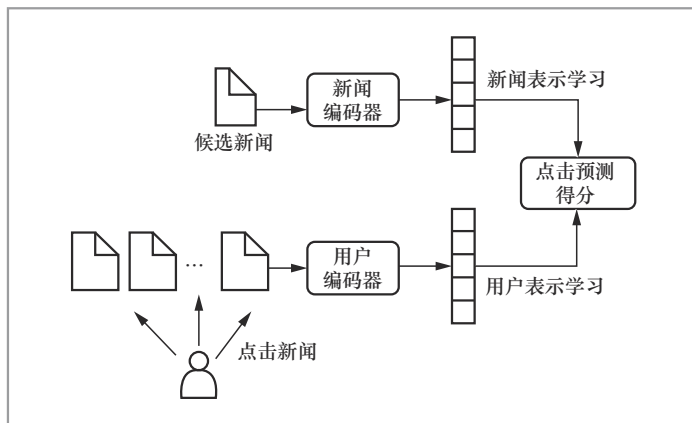 候选新闻
新闻
编码器
新闻表示学习
点击预测
得分
...
用户
编码器
用户表示学习
点击新闻